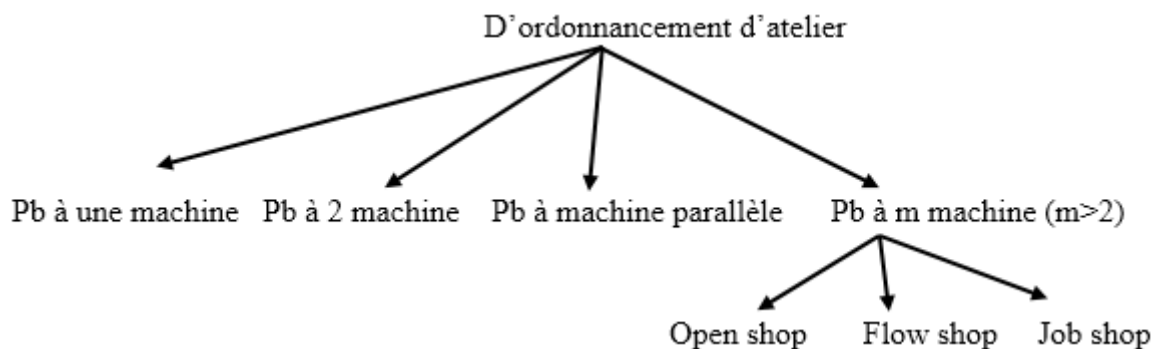 D’ordonnancement d’atelier
Pb à une machine Pb à 2 machine Pb à machine parallèle Pb à m machine (m>2)
Open shop Flow shop Job shop